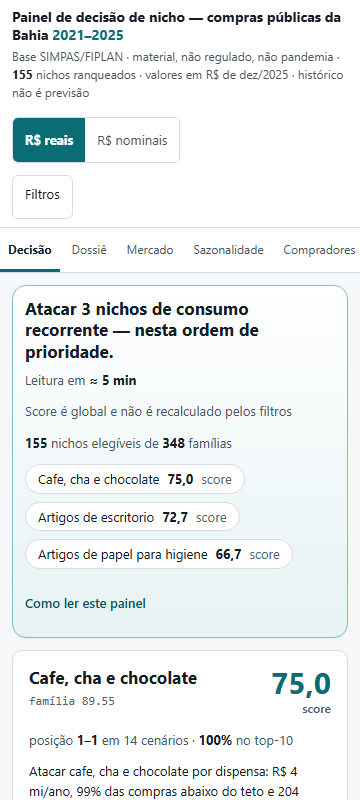 Painel de decisão de nicho — compras públicas da
Bahia 2021–2025
Base SIMPAS/FIPLAN · material, não regulado, não pandemia ·
155 nichos ranqueados · valores em R$ de dez/2025 · histórico
não é previsão
R$ reais
R$ nominais
Filtros
Decisão
Dossiê
Mercado
Sazonalidade
Compradores
Atacar 3 nichos de consumo
recorrente — nesta ordem de
prioridade.
Leitura em ≈ 5 min
Score é global e não é recalculado pelos filtros
155 nichos elegíveis de 348 famílias
Cafe, cha e chocolate 75,0 score
Artigos de escritorio 72,7 score
Artigos de papel para higiene 66,7 score
Como ler este painel
Cafe, cha e chocolate
75,0
família 89.55
score
posição 1–1 em 14 cenários · 100% no top-10
Atacar café, cha e chocolate por dispensa: R$ 4
mi/ano, 99% das compras abaixo do teto e 204